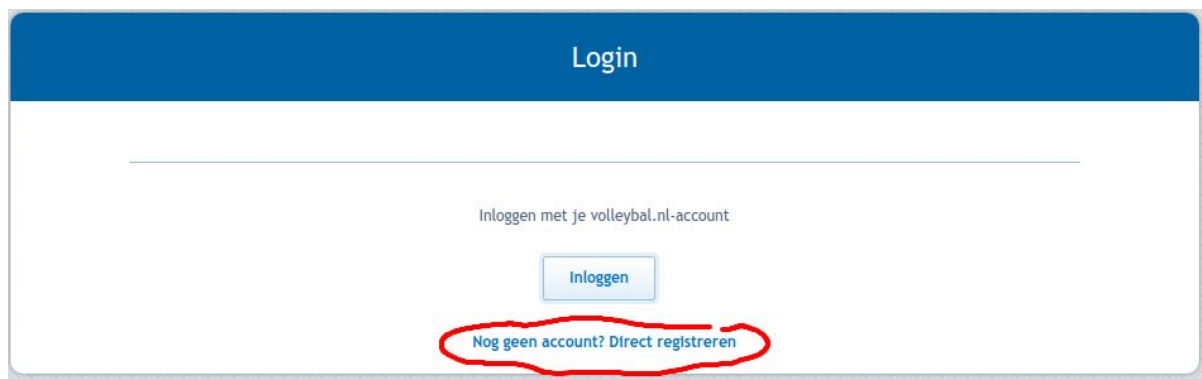 Login
Inloggen met je volleybal.nl-account
Inloggen
Nog geen account? Direct registreren